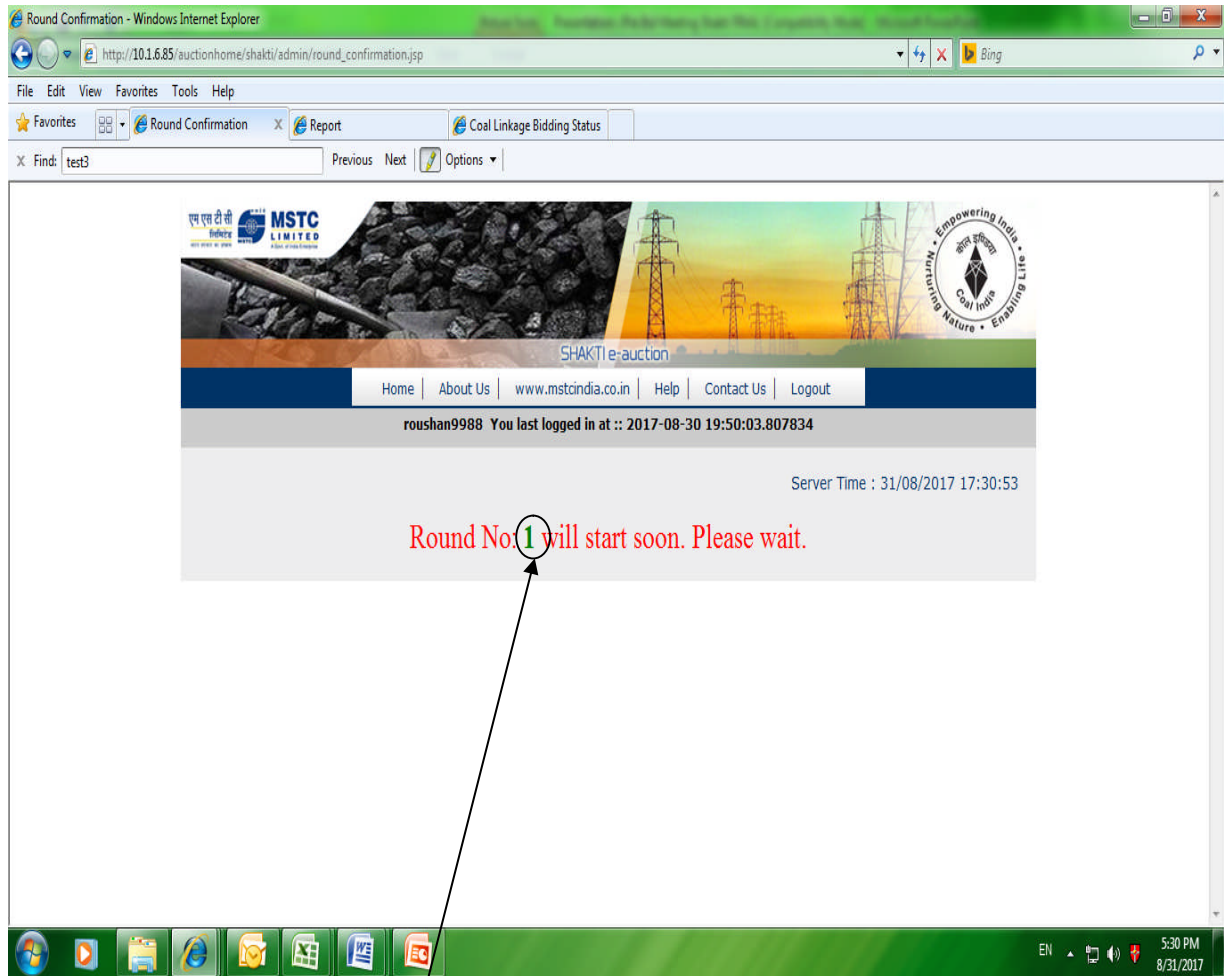 Round Confirmation - Windows Internet Explorer
http://10.1.6.85/auctionhome/shakti/admin/round_confirmation.jsp
Bing
File Edit View Favorites Tools Help
Favorites
Round Confirmation X
Report
Coal Linkage Bidding Status
X Find: test3
Previous Next Options
एम एस टी सी
लिमिटेड
MSTC
LIMITED
Empowering India • Enabling Life • Nurturing Nature •
कोल इण्डिया
Coal India
SHAKTI e-auction
Home | About Us | www.mstcindia.co.in | Help | Contact Us | Logout
roushan9988 You last logged in at :: 2017-08-30 19:50:03.807834
Server Time : 31/08/2017 17:30:53
Round No: 1 will start soon. Please wait.
EN
5:30 PM
8/31/2017